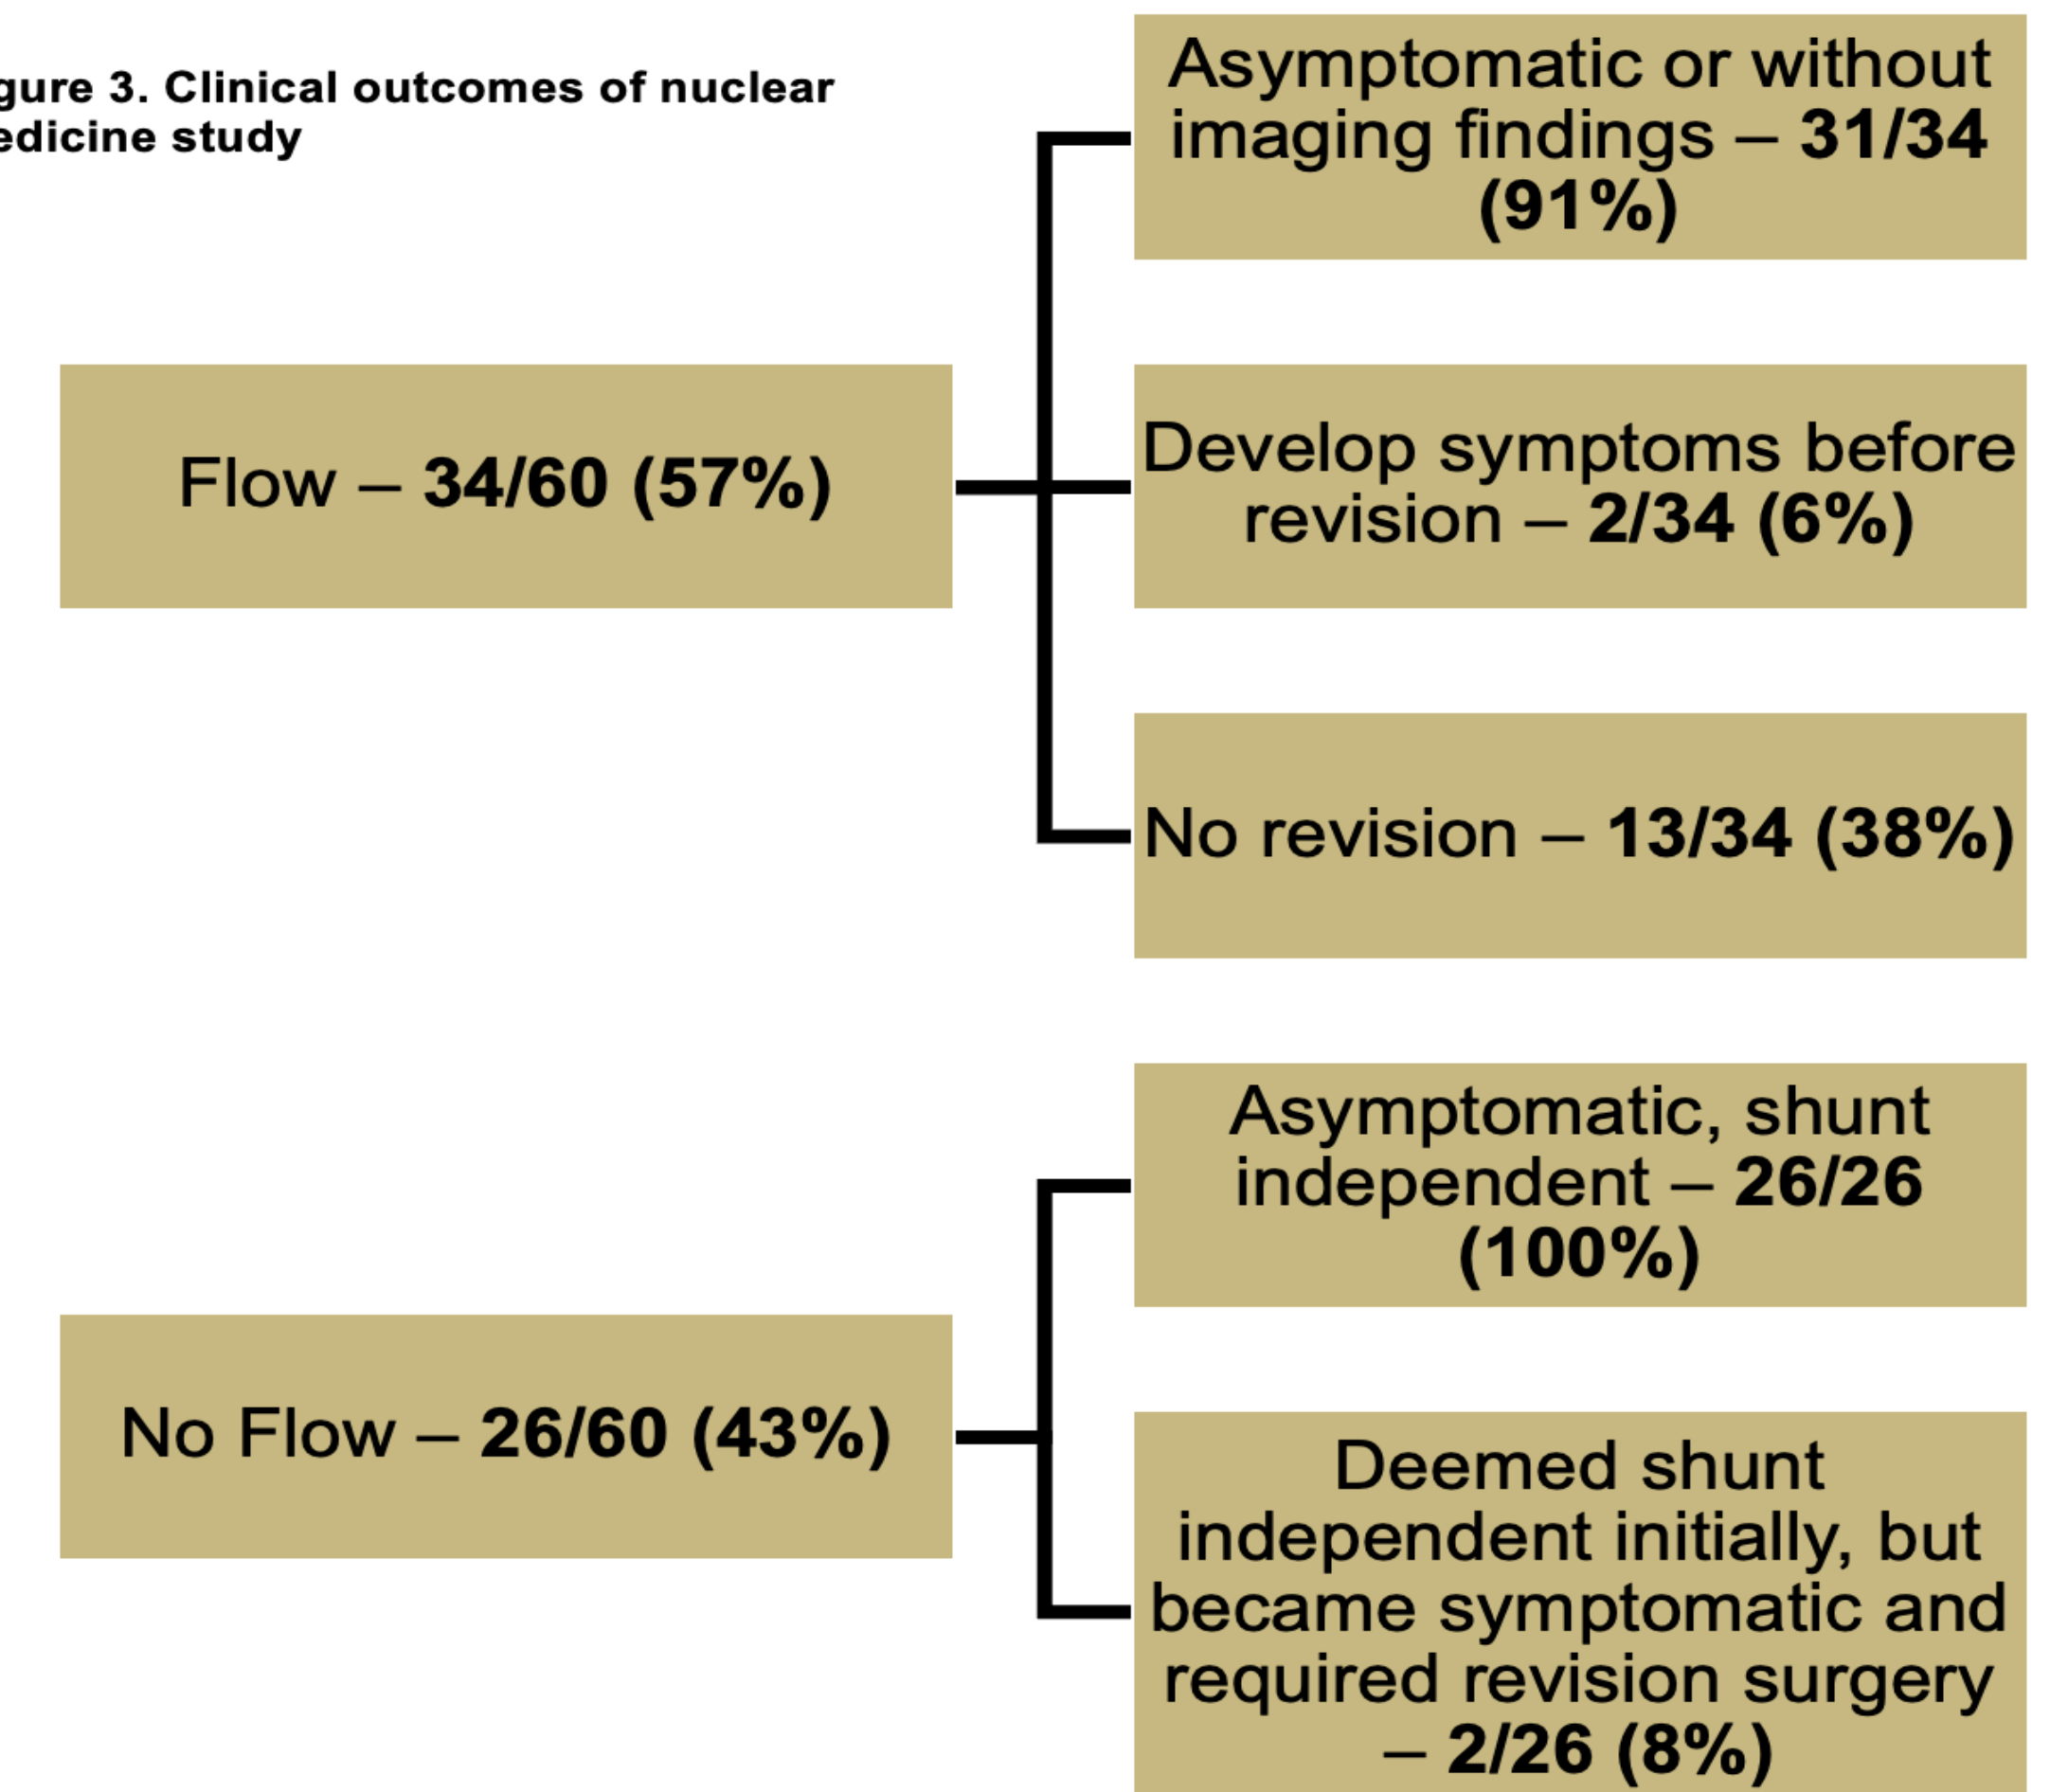 gure 3. Clinical outcomes of nuclear
edicine study
Asymptomatic or without
imaging findings – 31/34
(91%)
Flow – 34/60 (57%)
Develop symptoms before
revision – 2/34 (6%)
No revision – 13/34 (38%)
Asymptomatic, shunt
independent – 26/26
(100%)
No Flow – 26/60 (43%)
Deemed shunt
independent initially, but
became symptomatic and
required revision surgery
– 2/26 (8%)